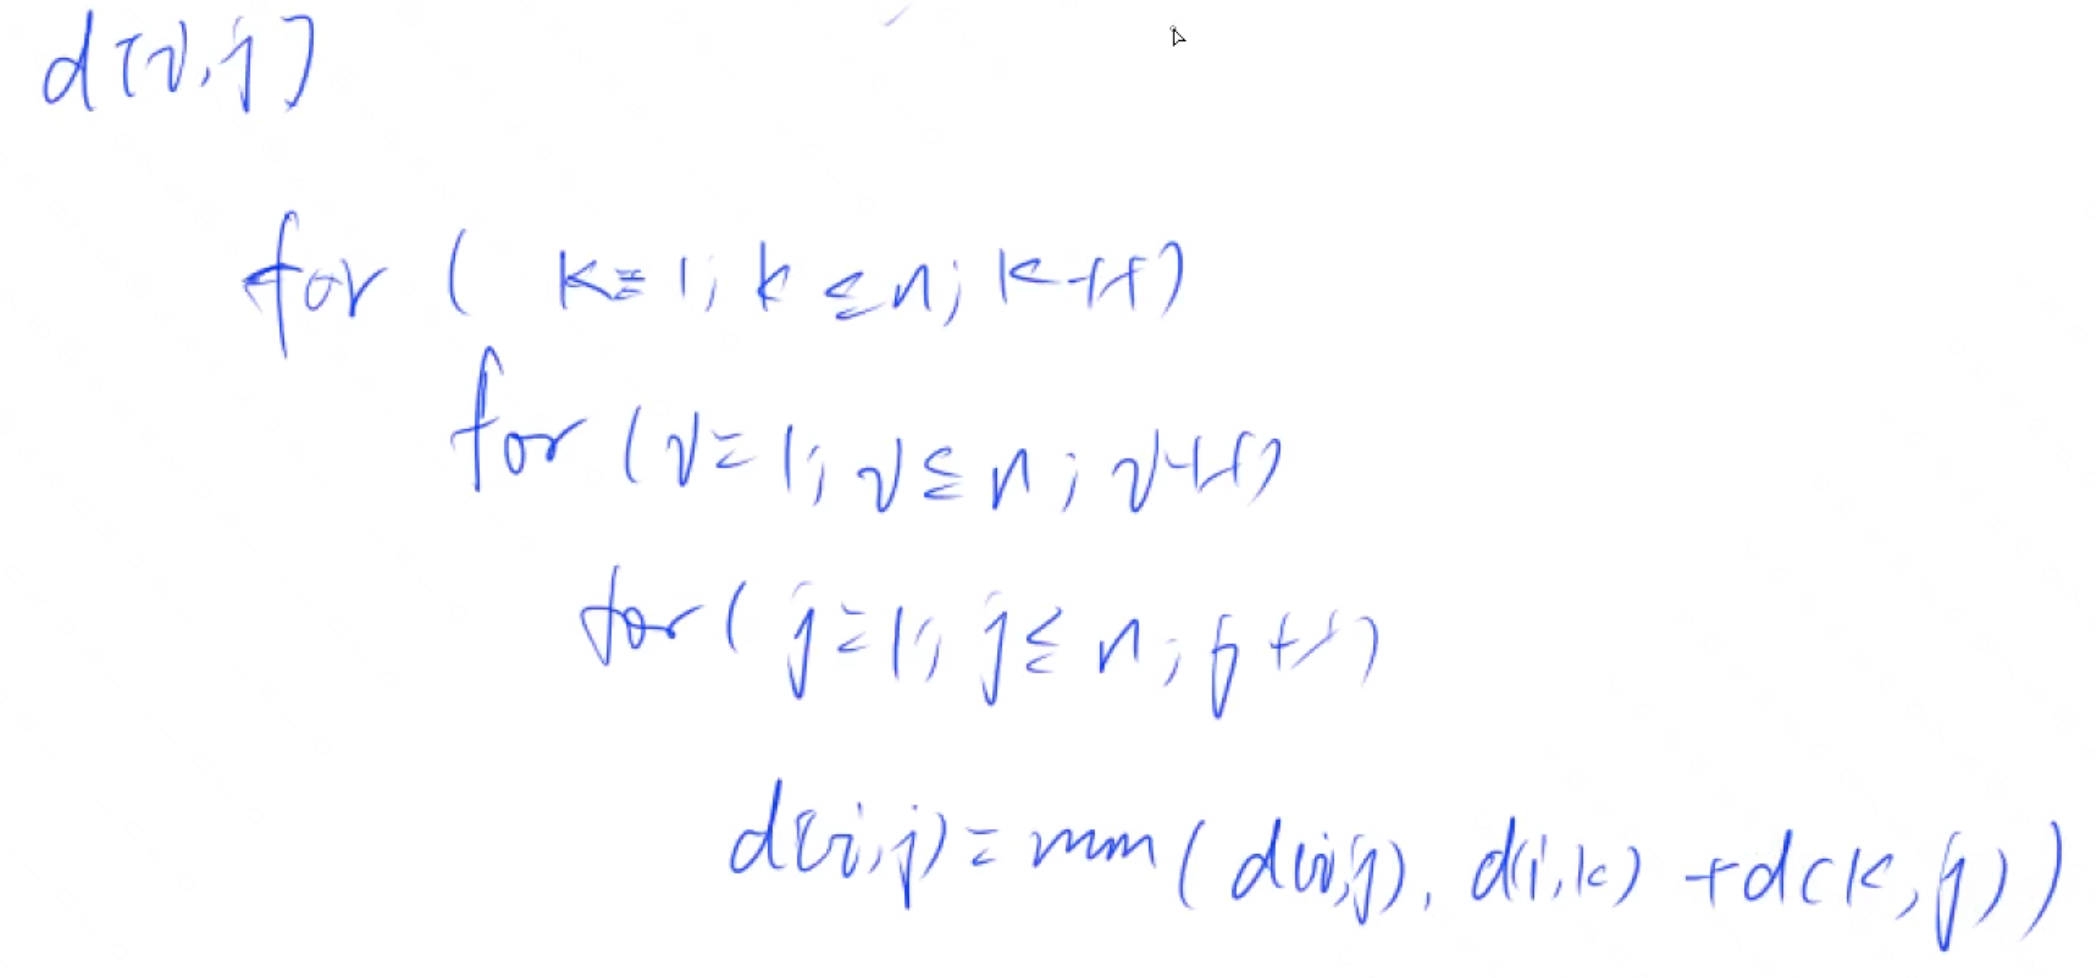 d[i,j]
for ( k=1; k≤n; k++)
for (i=1; i≤n; i++)
for ( j=1; j≤n; j++)
d(i,j)=min(d(i,j), d(i,k)+d(k,j))